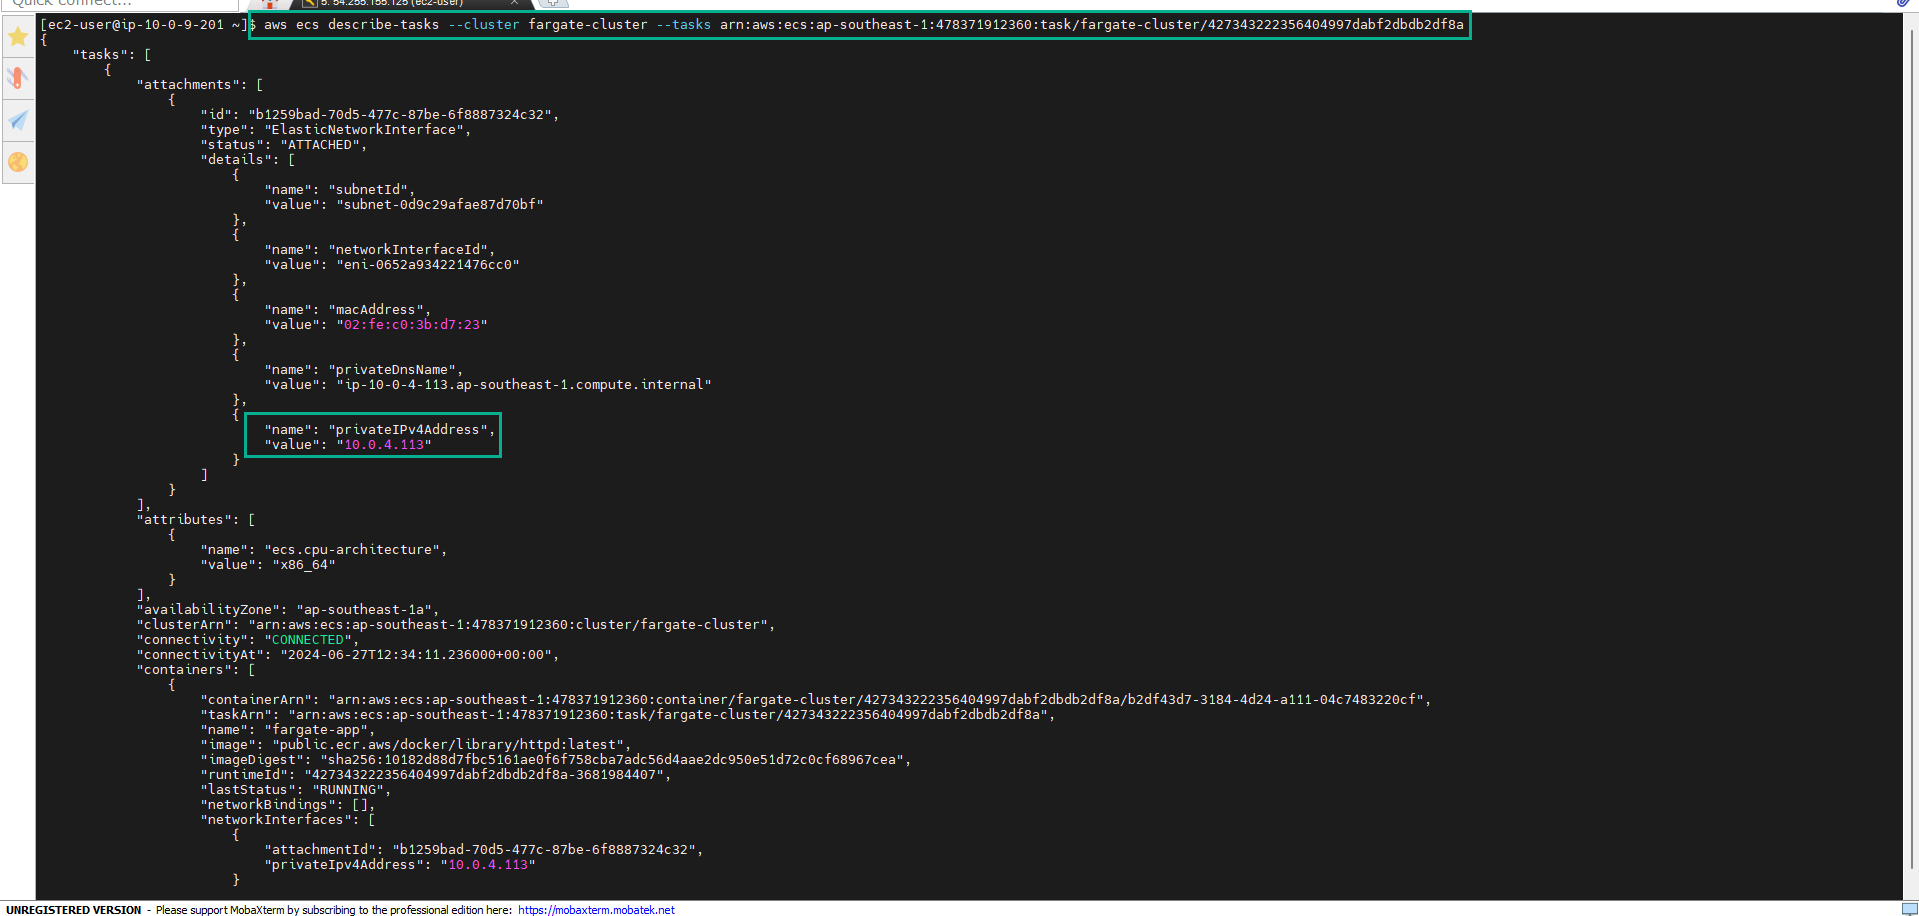 Quick connect...
5. 54.255.155.125 (ec2-user)
[ec2-user@ip-10-0-9-201 ~]$ aws ecs describe-tasks --cluster fargate-cluster --tasks arn:aws:ecs:ap-southeast-1:478371912360:task/fargate-cluster/427343222356404997dabf2dbdb2df8a
{
    "tasks": [
        {
            "attachments": [
                {
                    "id": "b1259bad-70d5-477c-87be-6f8887324c32",
                    "type": "ElasticNetworkInterface",
                    "status": "ATTACHED",
                    "details": [
                        {
                            "name": "subnetId",
                            "value": "subnet-0d9c29afae87d70bf"
                        },
                        {
                            "name": "networkInterfaceId",
                            "value": "eni-0652a934221476cc0"
                        },
                        {
                            "name": "macAddress",
                            "value": "02:fe:c0:3b:d7:23"
                        },
                        {
                            "name": "privateDnsName",
                            "value": "ip-10-0-4-113.ap-southeast-1.compute.internal"
                        },
                        {
                            "name": "privateIPv4Address",
                            "value": "10.0.4.113"
                        }
                    ]
                }
            ],
            "attributes": [
                {
                    "name": "ecs.cpu-architecture",
                    "value": "x86_64"
                }
            ],
            "availabilityZone": "ap-southeast-1a",
            "clusterArn": "arn:aws:ecs:ap-southeast-1:478371912360:cluster/fargate-cluster",
            "connectivity": "CONNECTED",
            "connectivityAt": "2024-06-27T12:34:11.236000+00:00",
            "containers": [
                {
                    "containerArn": "arn:aws:ecs:ap-southeast-1:478371912360:container/fargate-cluster/427343222356404997dabf2dbdb2df8a/b2df43d7-3184-4d24-a111-04c7483220cf",
                    "taskArn": "arn:aws:ecs:ap-southeast-1:478371912360:task/fargate-cluster/427343222356404997dabf2dbdb2df8a",
                    "name": "fargate-app",
                    "image": "public.ecr.aws/docker/library/httpd:latest",
                    "imageDigest": "sha256:10182d88d7fbc5161ae0f6f758cba7adc56d4aae2dc950e51d72c0cf68967cea",
                    "runtimeId": "427343222356404997dabf2dbdb2df8a-3681984407",
                    "lastStatus": "RUNNING",
                    "networkBindings": [],
                    "networkInterfaces": [
                        {
                            "attachmentId": "b1259bad-70d5-477c-87be-6f8887324c32",
                            "privateIpv4Address": "10.0.4.113"
                        }
UNREGISTERED VERSION - Please support MobaXterm by subscribing to the professional edition here: https://mobaxterm.mobatek.net